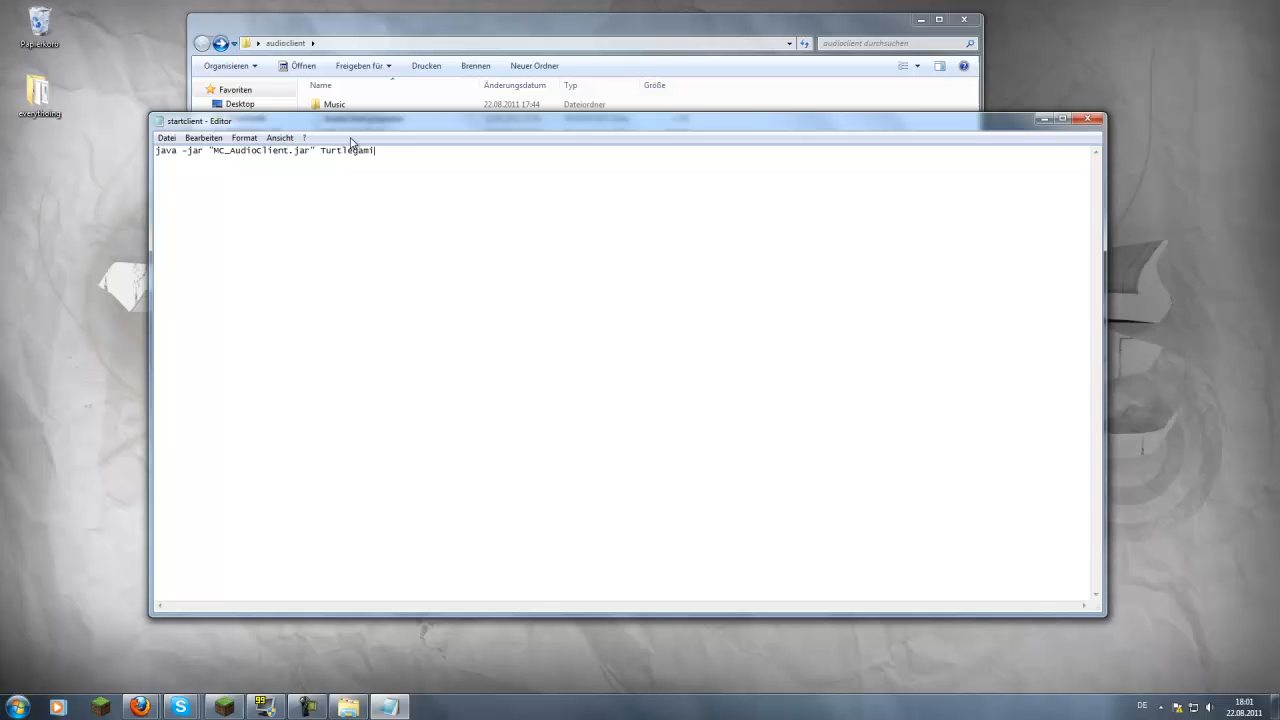 Papierkorb
everythoing
audioclient
audioclient durchsuchen
Organisieren
Öffnen
Freigeben für
Drucken
Brennen
Neuer Ordner
Favoriten
Name
Änderungsdatum
Typ
Größe
Desktop
Music
22.08.2011 17:44
Dateiordner
startclient - Editor
Datei
Bearbeiten
Format
Ansicht
?
java -jar "MC_AudioClient.jar" Turtlegami
99
DE
18:01
22.08.2011